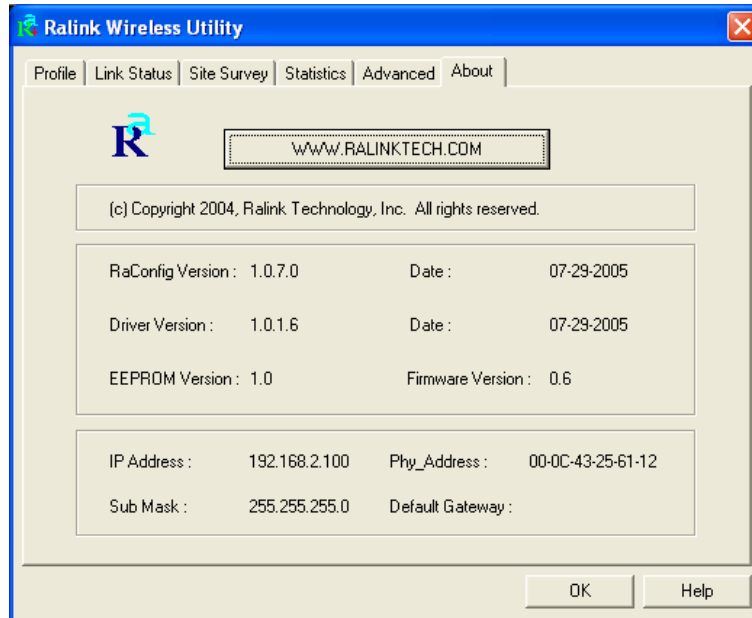 Ralink Wireless Utility
Profile Link Status Site Survey Statistics Advanced About
Ra
WWW.RALINKTECH.COM
(c) Copyright 2004, Ralink Technology, Inc. All rights reserved.
RaConfig Version : 1.0.7.0 Date : 07-29-2005
Driver Version : 1.0.1.6 Date : 07-29-2005
EEPROM Version : 1.0 Firmware Version : 0.6
IP Address : 192.168.2.100 Phy_Address : 00-0C-43-25-61-12
Sub Mask : 255.255.255.0 Default Gateway :
OK Help